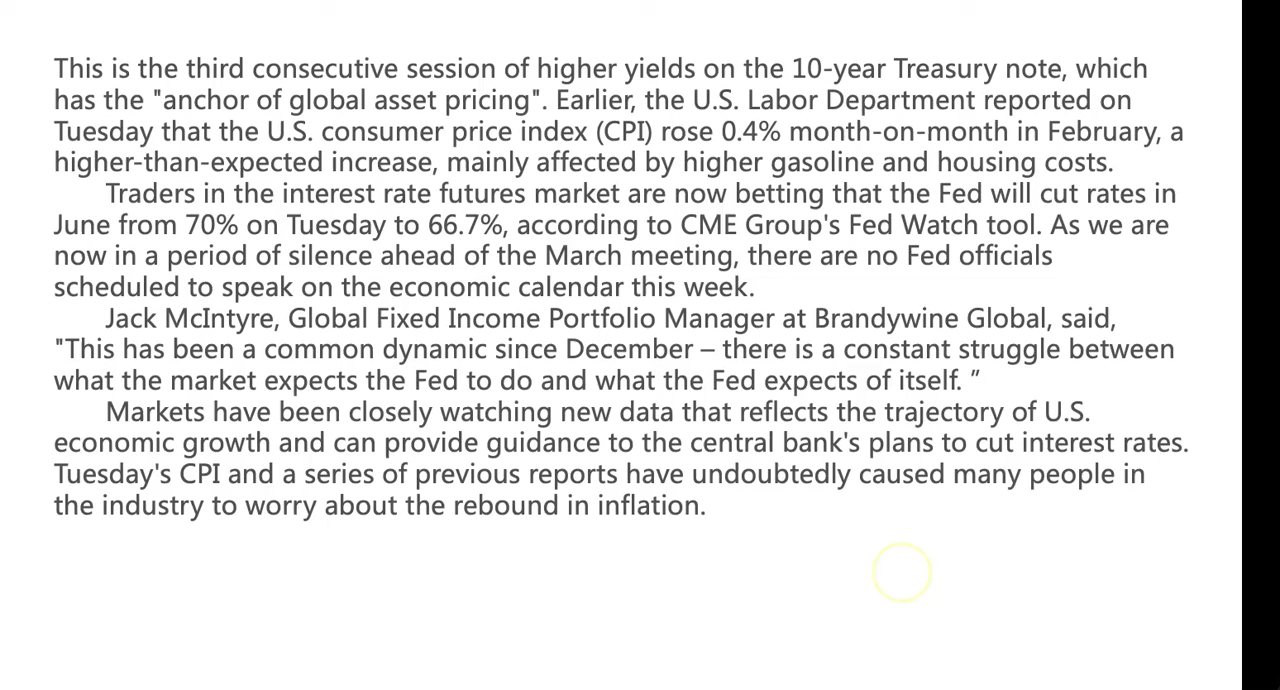 This is the third consecutive session of higher yields on the 10-year Treasury note, which
has the "anchor of global asset pricing". Earlier, the U.S. Labor Department reported on
Tuesday that the U.S. consumer price index (CPI) rose 0.4% month-on-month in February, a
higher-than-expected increase, mainly affected by higher gasoline and housing costs.
Traders in the interest rate futures market are now betting that the Fed will cut rates in
June from 70% on Tuesday to 66.7%, according to CME Group's Fed Watch tool. As we are
now in a period of silence ahead of the March meeting, there are no Fed officials
scheduled to speak on the economic calendar this week.
Jack McIntyre, Global Fixed Income Portfolio Manager at Brandywine Global, said,
"This has been a common dynamic since December – there is a constant struggle between
what the market expects the Fed to do and what the Fed expects of itself. ”
Markets have been closely watching new data that reflects the trajectory of U.S.
economic growth and can provide guidance to the central bank's plans to cut interest rates.
Tuesday's CPI and a series of previous reports have undoubtedly caused many people in
the industry to worry about the rebound in inflation.